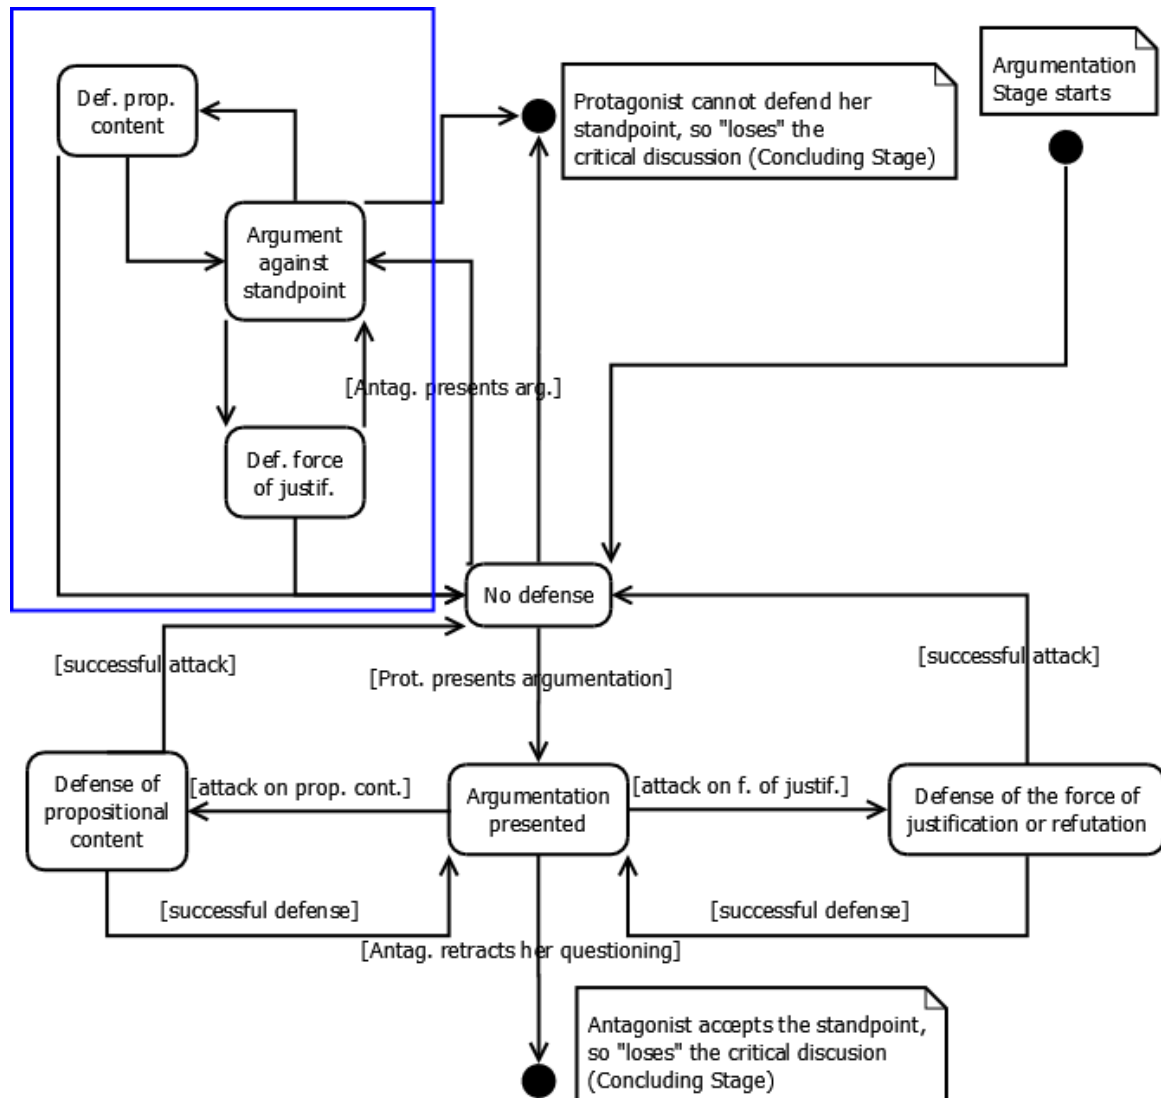 Def. prop.
content
Protagonist cannot defend her
standpoint, so "loses" the
critical discussion (Concluding Stage)
Argumentation
Stage starts
Argument
against
standpoint
[Antag. presents arg.]
Def. force
of justif.
No defense
[successful attack]
[Prot. presents argumentation]
[successful attack]
Defense of
propositional
content
[attack on prop. cont.]
Argumentation
presented
[attack on f. of justif.]
Defense of the force of
justification or refutation
[successful defense]
[successful defense]
[Antag. retracts her questioning]
Antagonist accepts the standpoint,
so "loses" the critical discusion
(Concluding Stage)